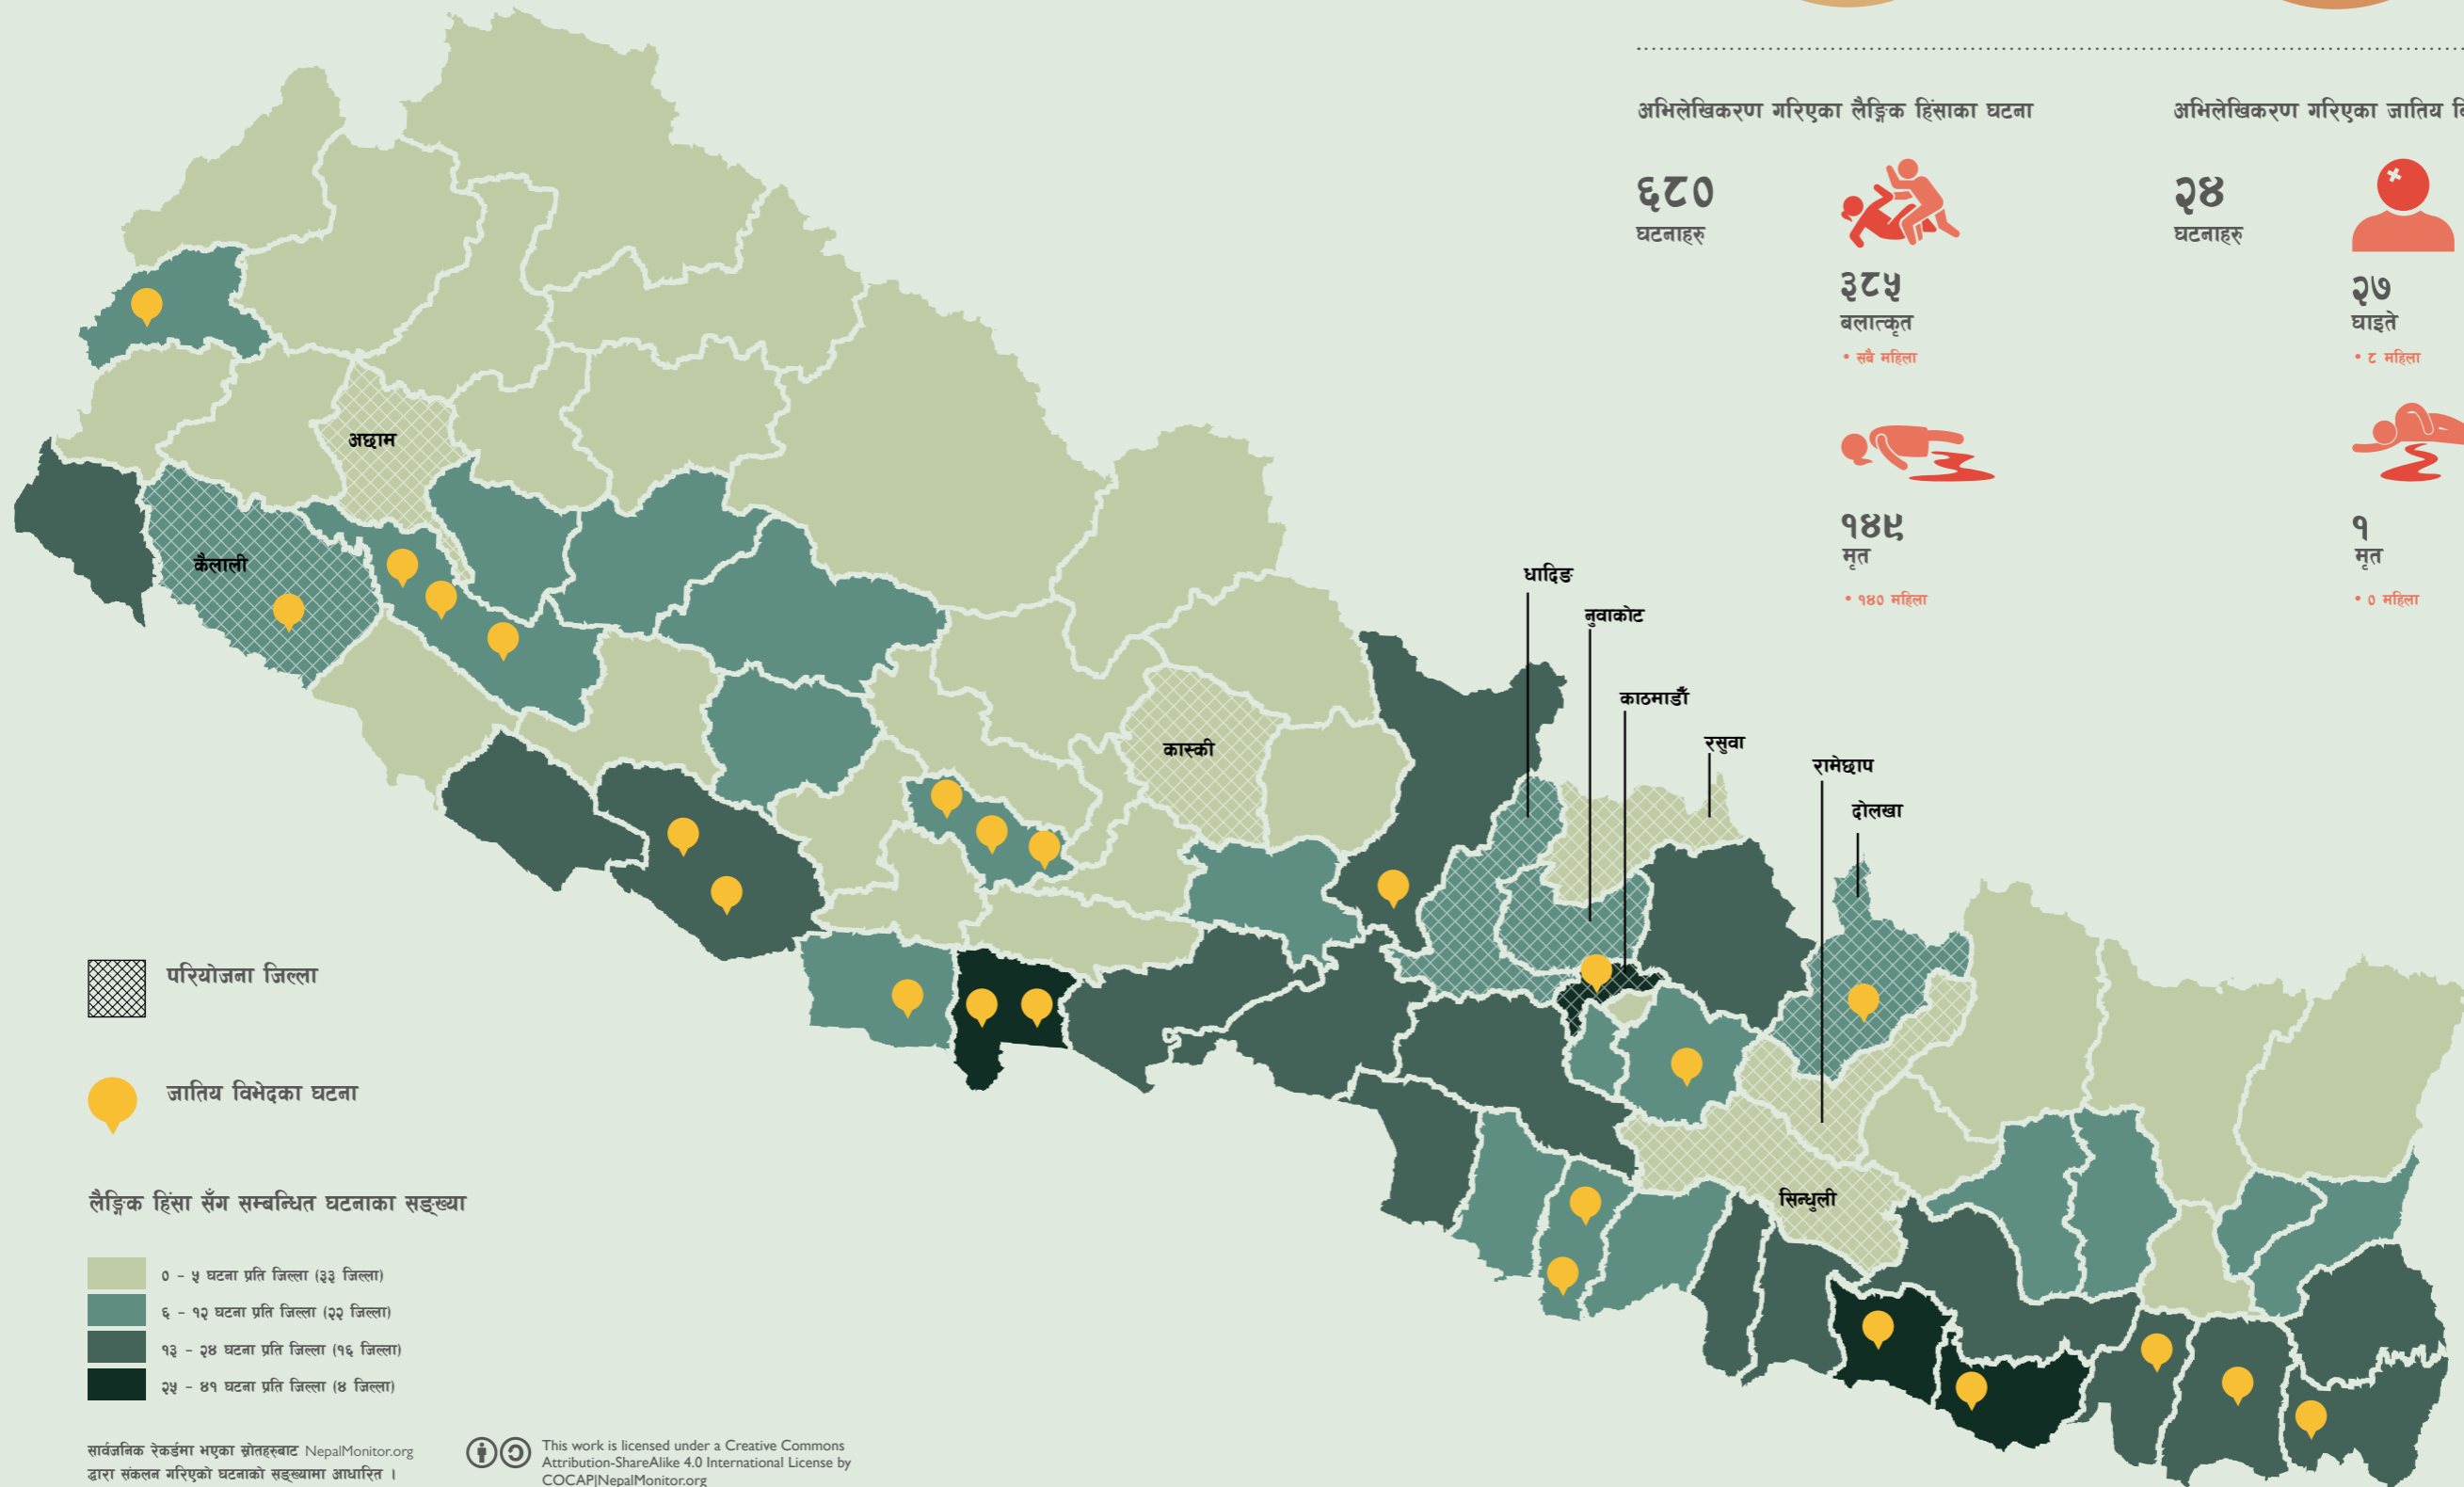 अभिलेखिकरण गरिएका लैङ्गिक हिंसाका घटना
६८०
घटनाहरु
३८५
बलात्कृत
• सबै महिला
१४९
मृत
• १४० महिला
अभिलेखिकरण गरिएका जातिय
२४
घटनाहरु
२७
घाइते
• ८ महिला
१
मृत
• ० महिला
अछाम
कैलाली
कास्की
धादिङ
नुवाकोट
काठमाडौँ
रसुवा
रामेछाप
दोलखा
सिन्धुली
परियोजना जिल्ला
जातिय विभेदका घटना
लैङ्गिक हिंसा सँग सम्बन्धित घटनाका सङ्ख्या
० - ५ घटना प्रति जिल्ला (३३ जिल्ला)
६ - १२ घटना प्रति जिल्ला (२२ जिल्ला)
१३ - २४ घटना प्रति जिल्ला (१६ जिल्ला)
२५ - ४१ घटना प्रति जिल्ला (४ जिल्ला)
सार्वजनिक रेकर्डमा भएका स्रोतहरुबाट NepalMonitor.org
द्धारा संकलन गरिएको घटनाको सङ्ख्यामा आधारित ।
This work is licensed under a Creative Commons
Attribution-ShareAlike 4.0 International License by
COCAP|NepalMonitor.org